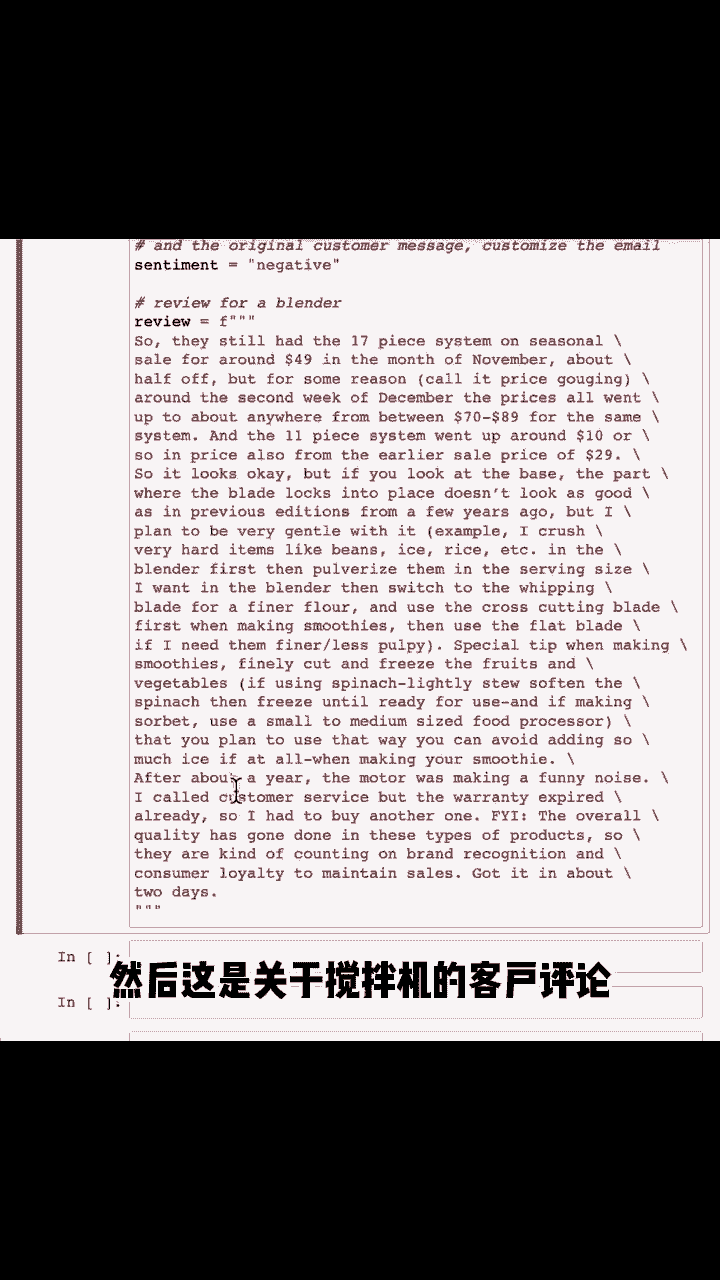 # and the original customer message, customize the email
sentiment = "negative"
# review for a blender
review = f"""
So, they still had the 17 piece system on seasonal \
sale for around $49 in the month of November, about \
half off, but for some reason (call it price gouging) \
around the second week of December the prices all went \
up to about anywhere from between $70-$89 for the same \
system. And the 11 piece system went up around $10 or \
so in price also from the earlier sale price of $29. \
So it looks okay, but if you look at the base, the part \
where the blade locks into place doesn’t look as good \
as in previous editions from a few years ago, but I \
plan to be very gentle with it (example, I crush \
very hard items like beans, ice, rice, etc. in the \
blender first then pulverize them in the serving size \
I want in the blender then switch to the whipping \
blade for a finer flour, and use the cross cutting blade \
first when making smoothies, then use the flat blade \
if I need them finer/less pulpy). Special tip when making \
smoothies, finely cut and freeze the fruits and \
vegetables (if using spinach-lightly stew soften the \
spinach then freeze until ready for use-and if making \
sorbet, use a small to medium sized food processor) \
that you plan to use that way you can avoid adding so \
much ice if at all-when making your smoothie. \
After about a year, the motor was making a funny noise. \
I called customer service but the warranty expired \
already, so I had to buy another one. FYI: The overall \
quality has gone done in these types of products, so \
they are kind of counting on brand recognition and \
consumer loyalty to maintain sales. Got it in about \
two days.
"""
In [ ]:
然后这是关于搅拌机的客户评论
In [ ]: